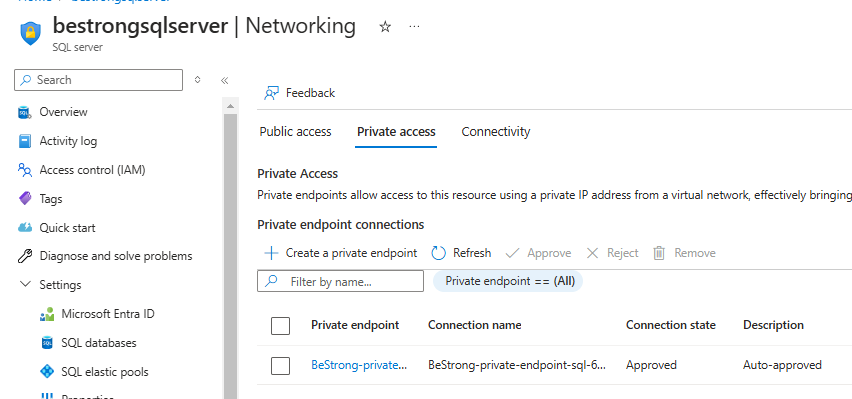 Home > bestrongsqlserver
bestrongsqlserver | Networking
SQL server
Search
Feedback
Overview
Activity log
Access control (IAM)
Tags
Quick start
Diagnose and solve problems
Settings
Microsoft Entra ID
SQL databases
SQL elastic pools
Properties
Public access
Private access
Connectivity
Private Access
Private endpoints allow access to this resource using a private IP address from a virtual network, effectively bringing
Private endpoint connections
Create a private endpoint
Refresh
Approve
Reject
Remove
Filter by name...
Private endpoint == (All)
Private endpoint
Connection name
Connection state
Description
BeStrong-private...
BeStrong-private-endpoint-sql-6...
Approved
Auto-approved